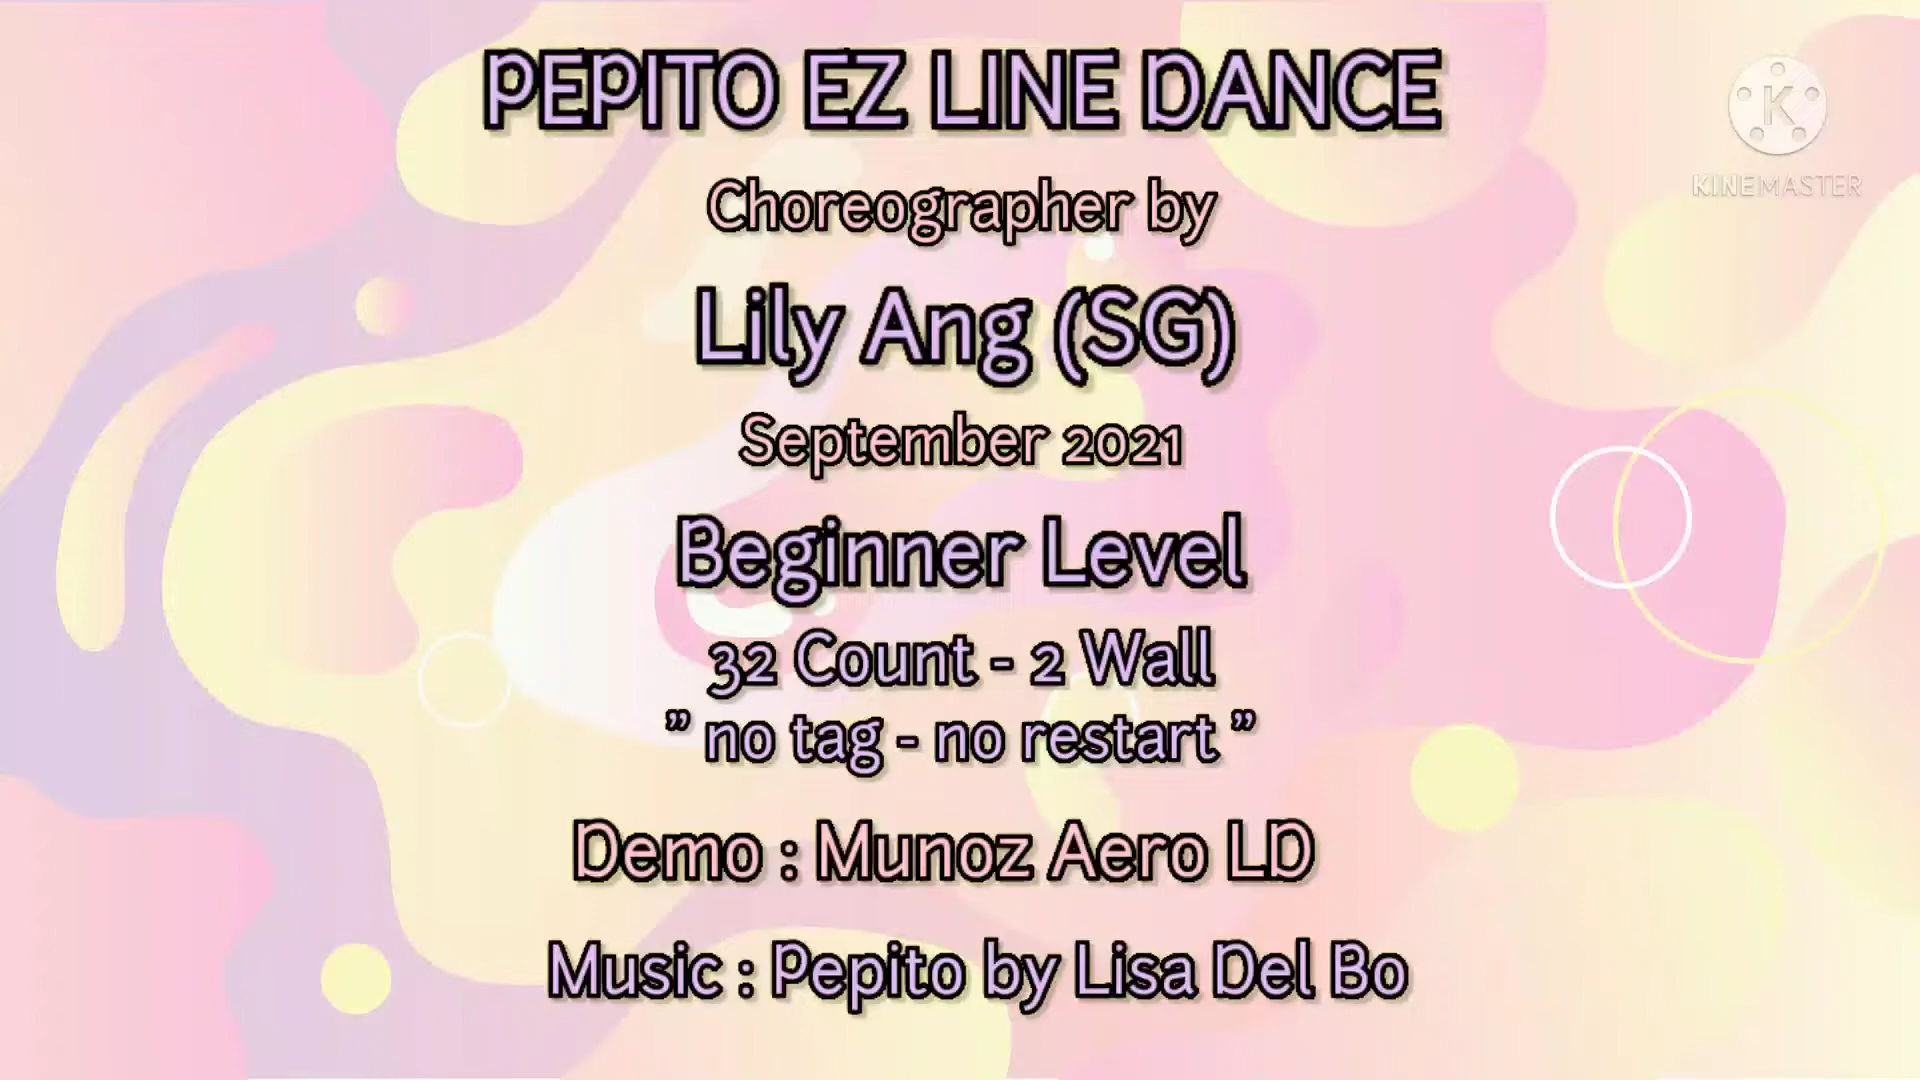 PEPITO EZ LINE DANCE
K
KINEMASTER
Choreographer by
Lily Ang (SG)
September 2021
Beginner Level
32 Count - 2 Wall
” no tag - no restart ”
Demo : Munoz Aero LD
Music : Pepito by Lisa Del Bo